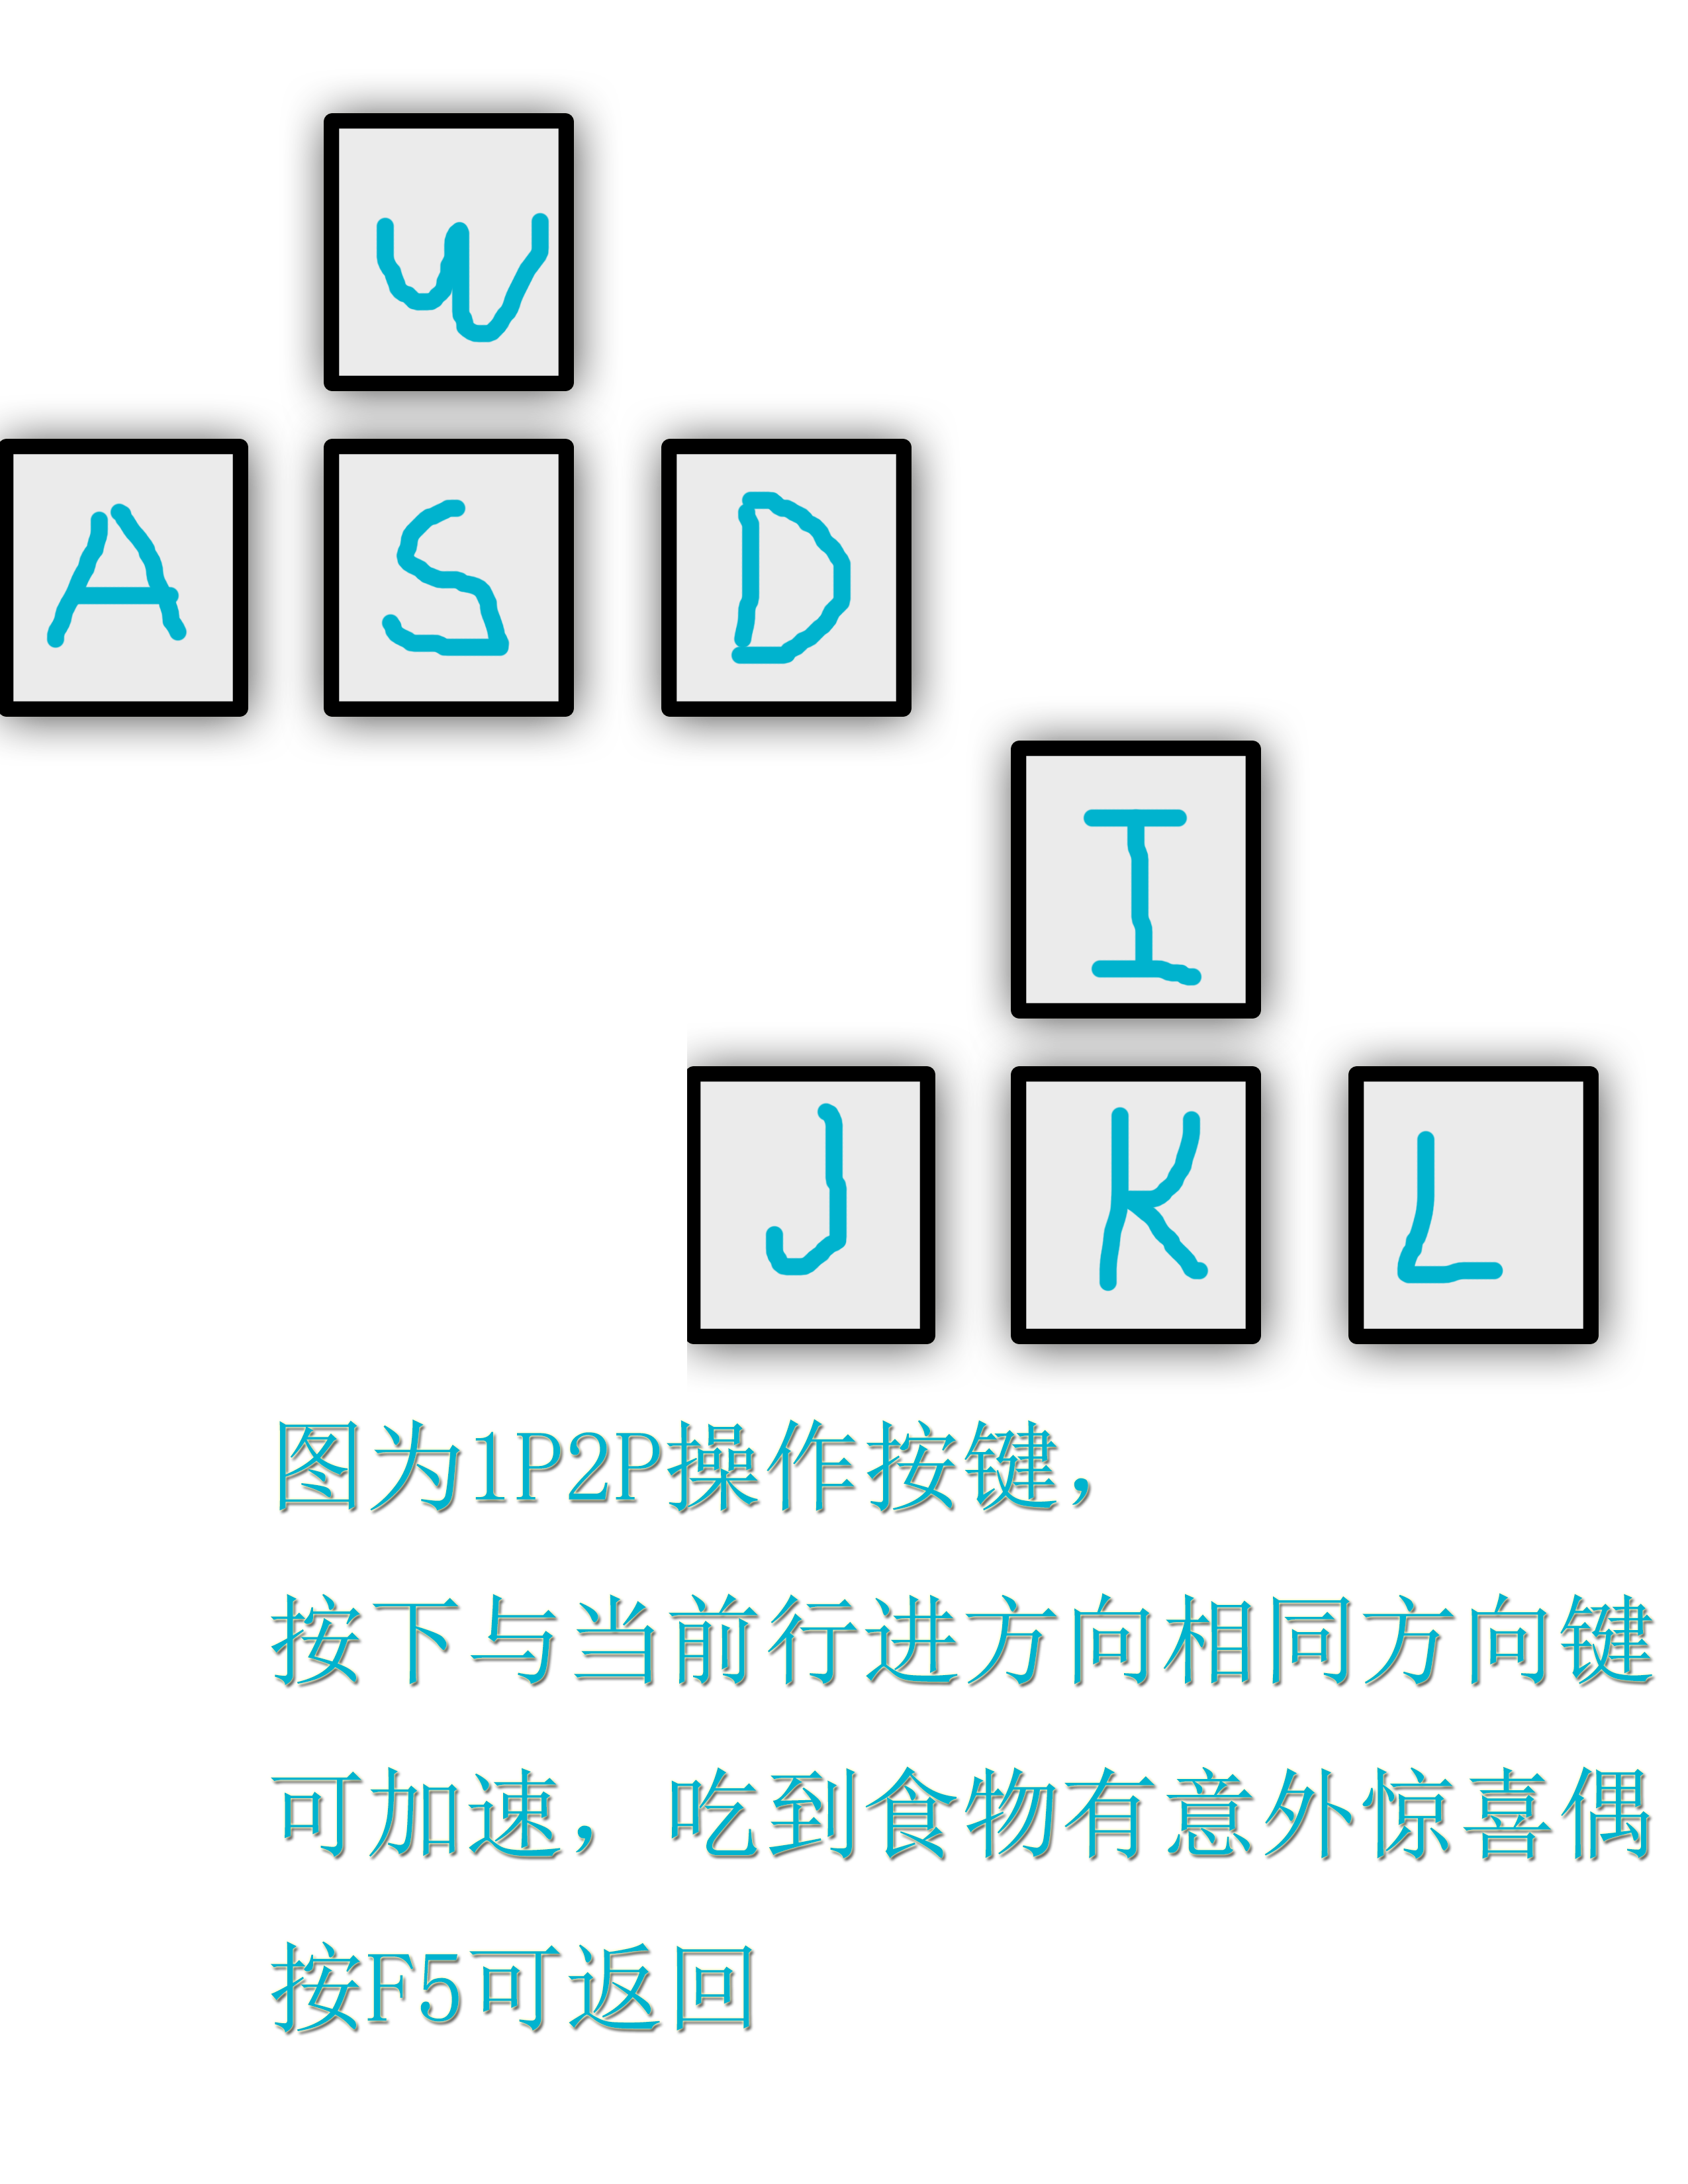 W
A S D
I
J K L
图为1P2P操作按键，
按下与当前行进方向相同方向键
可加速，吃到食物有意外惊喜偶
按F5可返回